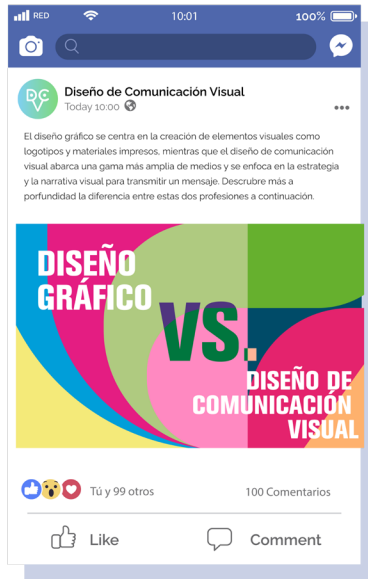 RED 10:01 100%
DCV Diseño de Comunicación Visual
Today 10:00
El diseño gráfico se centra en la creación de elementos visuales como
logotipos y materiales impresos, mientras que el diseño de comunicación
visual abarca una gama más amplia de medios y se enfoca en la estrategia
y la narrativa visual para transmitir un mensaje. Descrubre más a
porfundidad la diferencia entre estas dos profesiones a continuación.
DISEÑO
GRÁFICO
VS.
DISEÑO DE
COMUNICACIÓN
VISUAL
Tú y 99 otros 100 Comentarios
Like Comment